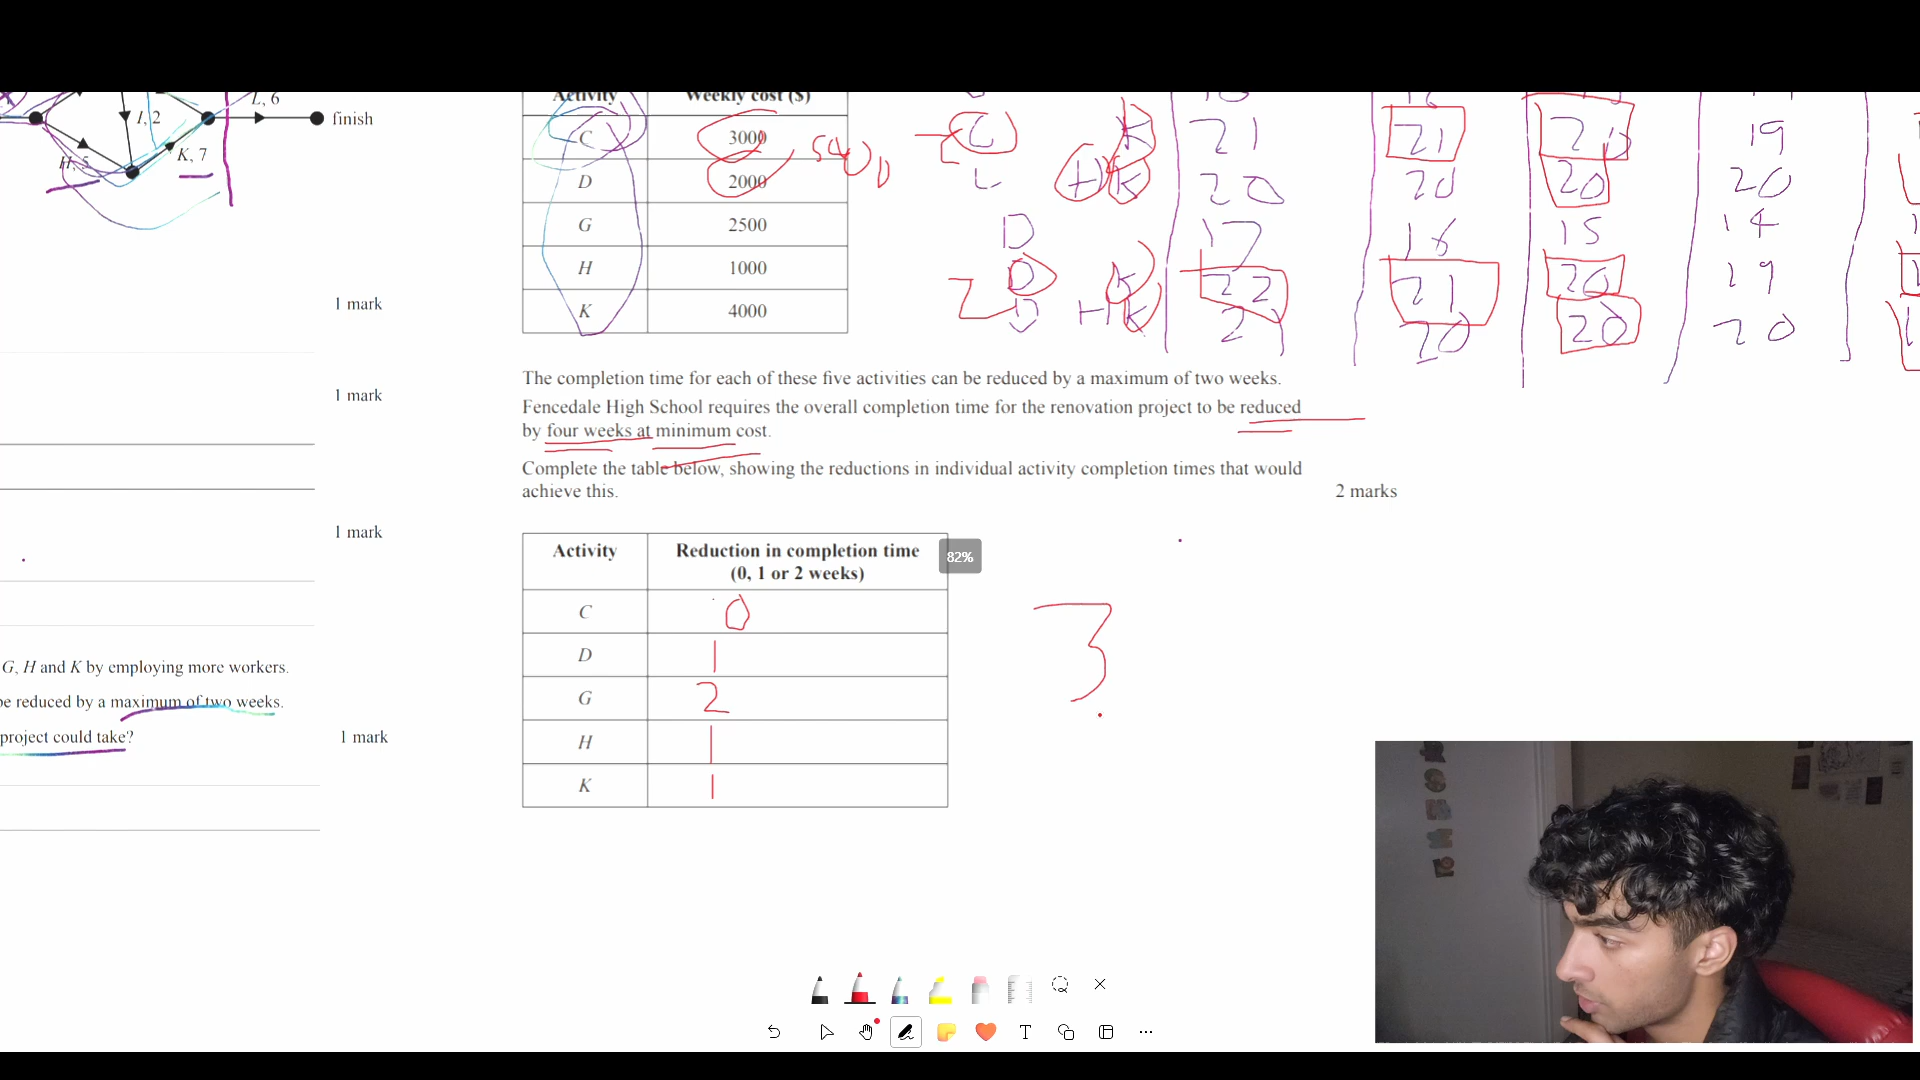 L, 6
I, 2
finish
K, 7
H, 5
1 mark
1 mark
1 mark
G, H and K by employing more workers.
be reduced by a maximum of two weeks.
project could take?
1 mark
Activity Weekly cost ($)
C 3000
D 2000
G 2500
H 1000
K 4000
C K 21 21 19
L H K 20 20 20 20
D 17 16 15 14
D K 22 21 20 19
D H K 21 20 20 20
The completion time for each of these five activities can be reduced by a maximum of two weeks.
Fencedale High School requires the overall completion time for the renovation project to be reduced
by four weeks at minimum cost.
Complete the table below, showing the reductions in individual activity completion times that would
achieve this.
2 marks
Activity Reduction in completion time
(0, 1 or 2 weeks)
82%
C 0
D 1
G 2
H 1
K 1
3
T